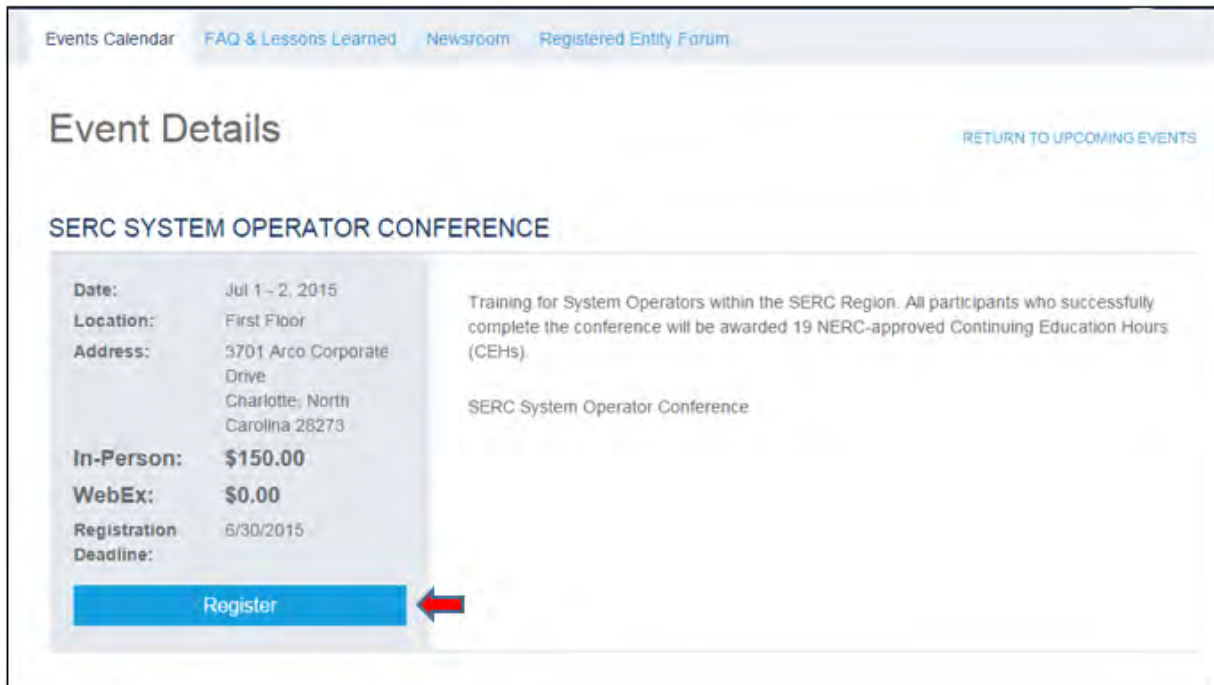 Events Calendar FAQ & Lessons Learned Newsroom Registered Entity Forum
Event Details
RETURN TO UPCOMING EVENTS
SERC SYSTEM OPERATOR CONFERENCE
Date: Jul 1 - 2, 2015
Location: First Floor
Address: 3701 Arco Corporate
Drive
Charlotte, North
Carolina 28273
In-Person: $150.00
WebEx: $0.00
Registration 6/30/2015
Deadline:
Register
Training for System Operators within the SERC Region. All participants who successfully
complete the conference will be awarded 19 NERC-approved Continuing Education Hours
(CEHs).
SERC System Operator Conference